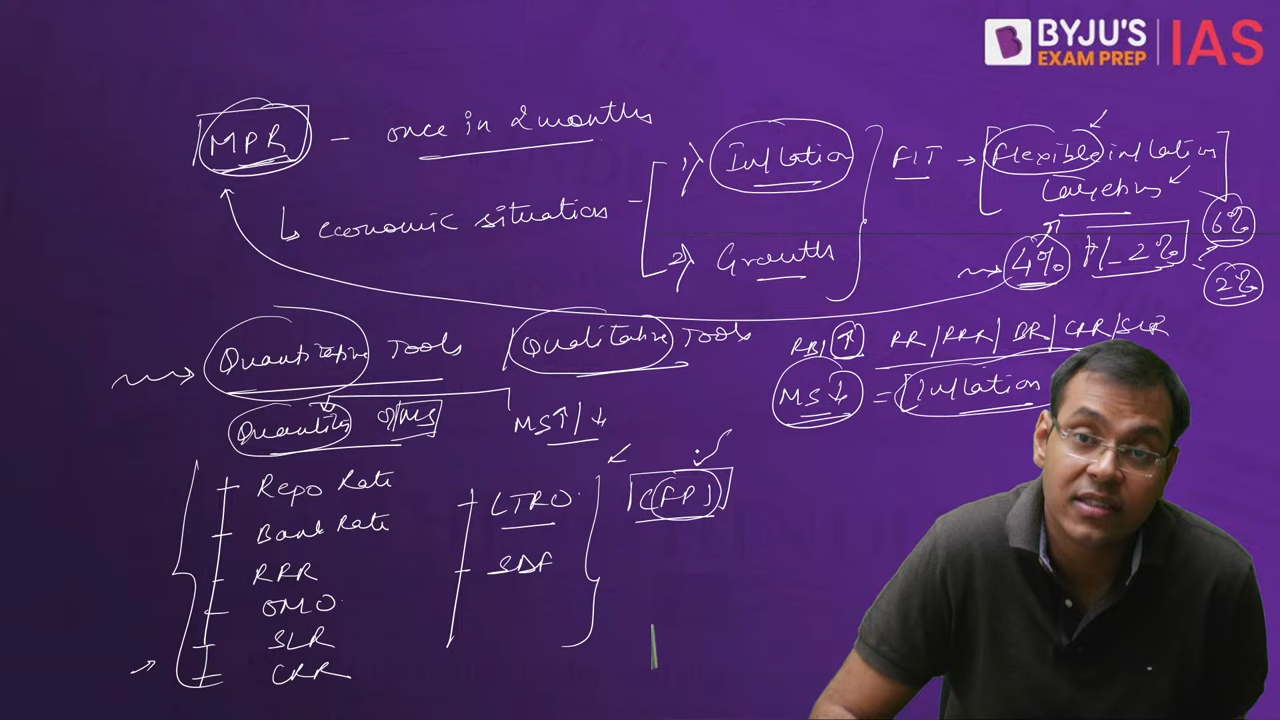 BYJU'S
EXAM PREP
IAS
MPR - once in 2 months
economic situation -
1) Inflation
2) Growth
FIT → [Flexible inflation
targeting]
4% +/- 2%
6%
2%
Quantitative Tools
Qualitative Tools
Quantity of MS
MS↑/↓
Repo Rate
Bank Rate
RRR
OMO
SLR
CRR
LTRO
SDF
RBI ↑ RR/RRR/BR/CRR/SLR
MS↓ = Inflation